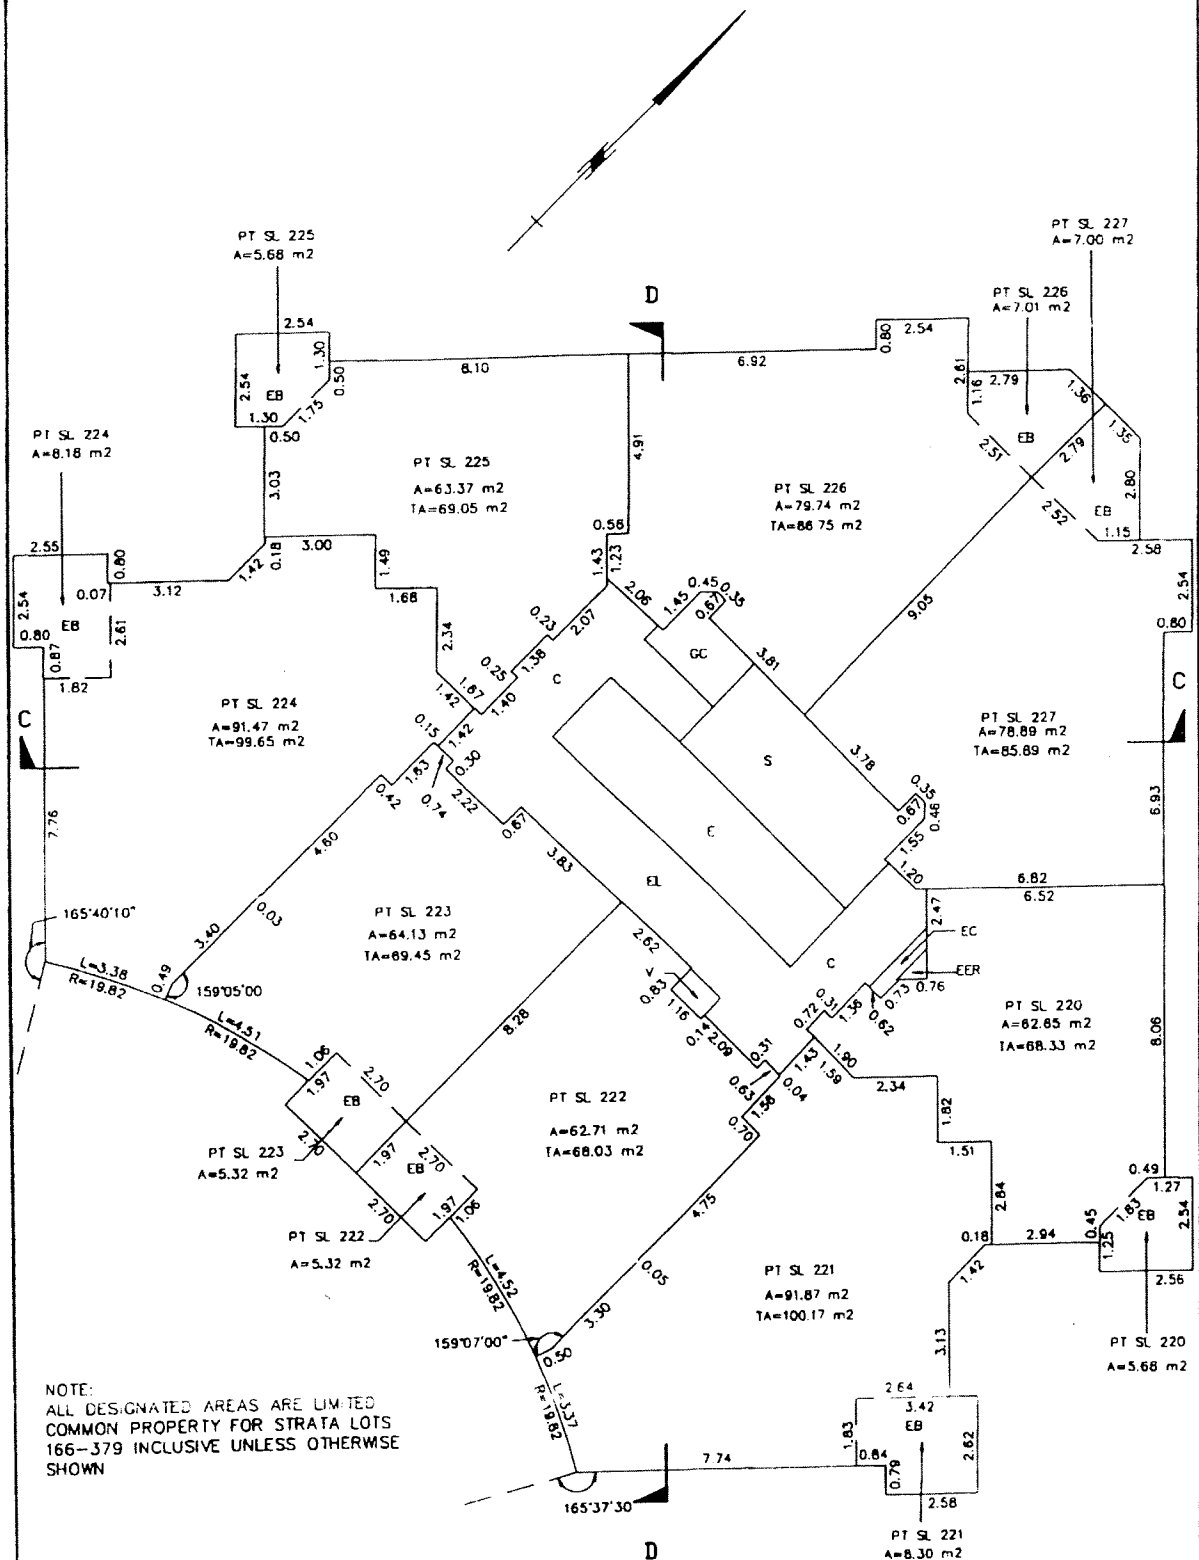 PT SL 225
A=5.68 m2
PT SL 227
A=7.00 m2
PT SL 226
A=7.01 m2
D
2.54
1.30
0.50
2.54
EB
1.30
0.50
1.75
8.10
6.92
0.80
2.54
2.61
1.16
2.79
1.36
1.35
EB
2.51
2.79
2.80
EB
2.52
1.15
2.58
2.54
0.80
PT SL 224
A=8.18 m2
3.03
PT SL 225
A=63.37 m2
TA=69.05 m2
4.91
PT SL 226
A=79.74 m2
TA=86.75 m2
0.56
1.43
1.23
2.55
0.80
0.07
3.12
1.42
0.18
3.00
1.49
1.68
2.54
EB
0.80
0.87
2.61
1.82
2.34
0.23
2.07
2.06
1.45
0.45
0.35
0.67
9.05
0.25
1.38
1.67
1.42
1.40
C
GC
3.81
C
PT SL 224
A=91.47 m2
TA=99.65 m2
0.15
1.42
0.30
1.63
0.42
0.74
2.22
0.67
S
3.78
PT SL 227
A=78.89 m2
TA=85.89 m2
C
0.35
0.67
0.46
6.93
7.76
4.60
0.03
3.40
0.49
3.83
E
1.55
1.20
6.82
6.52
EL
2.47
EC
EER
165°40'10"
PT SL 223
A=64.13 m2
TA=69.45 m2
2.62
V
0.83
1.16
0.14
2.09
C
0.31
0.72
1.36
0.62
0.73
0.76
L=3.38
R=19.82
159°05'00
L=4.51
R=19.82
8.28
PT SL 220
A=62.65 m2
TA=68.33 m2
8.06
0.31
0.63
1.43
1.59
1.90
0.04
1.58
0.70
2.34
1.82
1.51
1.06
1.97
2.70
EB
2.70
PT SL 223
A=5.32 m2
PT SL 222
A=62.71 m2
TA=68.03 m2
1.97
2.70
EB
2.70
1.97
1.06
4.75
2.84
0.49
1.27
1.83
EB
2.54
0.45
1.25
2.56
PT SL 222
A=5.32 m2
L=4.52
R=19.82
0.05
3.30
PT SL 221
A=91.87 m2
TA=100.17 m2
0.18
2.94
1.42
159°07'00"
0.50
3.13
PT SL 220
A=5.68 m2
NOTE:
ALL DESIGNATED AREAS ARE LIMITED
COMMON PROPERTY FOR STRATA LOTS
166-379 INCLUSIVE UNLESS OTHERWISE
SHOWN
L=3.37
R=19.82
2.64
3.42
EB
1.83
2.62
7.74
0.84
0.79
2.58
165°37'30
D
PT SL 221
A=8.30 m2